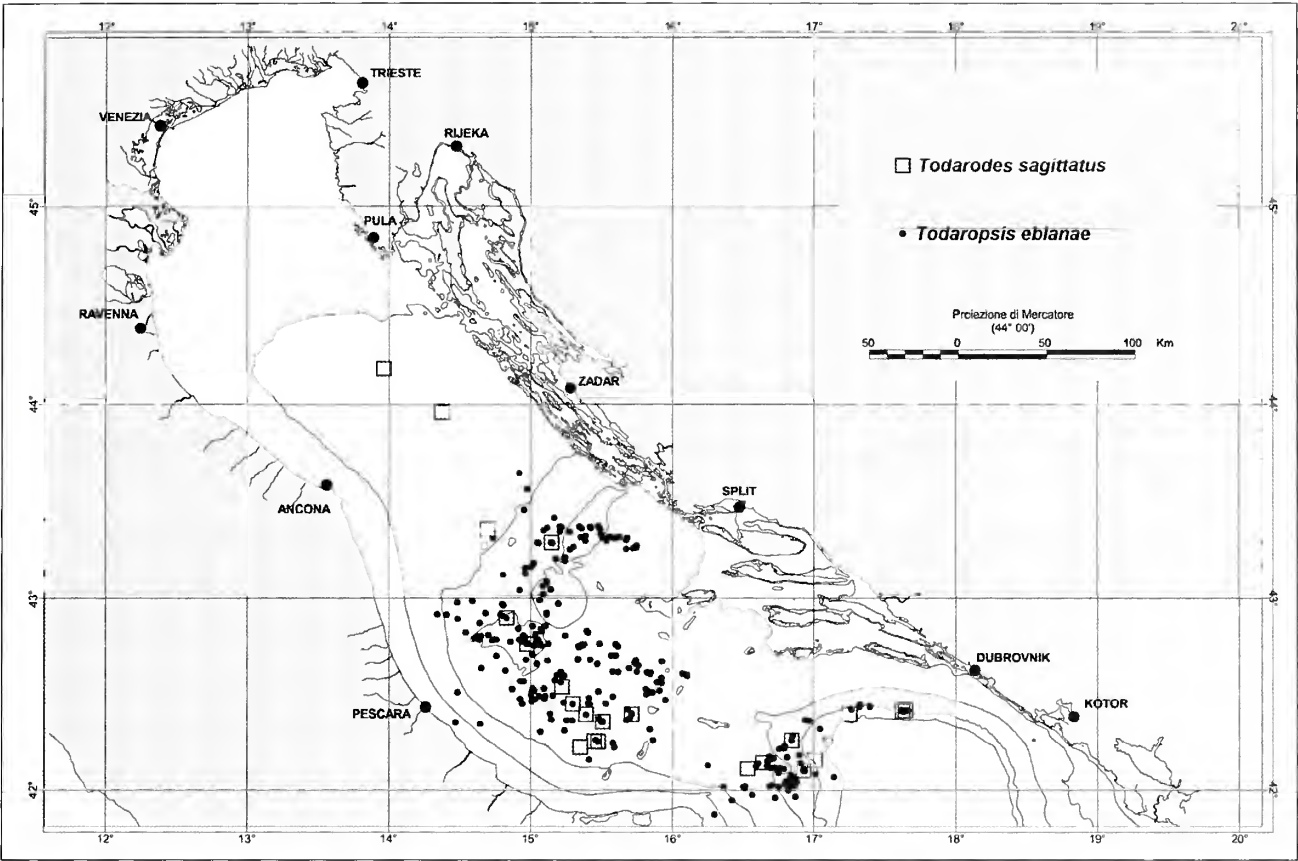 12° 13° 14° 15° 16° 17° 18° 19° 20°
TRIESTE
VENEZIA
RIJEKA
Todarodes sagittatus
45° 45°
PULA
Todaropsis eblanae
RAVENNA
Proiezione di Mercatore
(44° 00')
50 0 50 100 Km
ZADAR
44° 44°
ANCONA
SPLIT
43° 43°
DUBROVNIK
PESCARA
KOTOR
42° 42°
12° 13° 14° 15° 16° 17° 18° 19° 20°